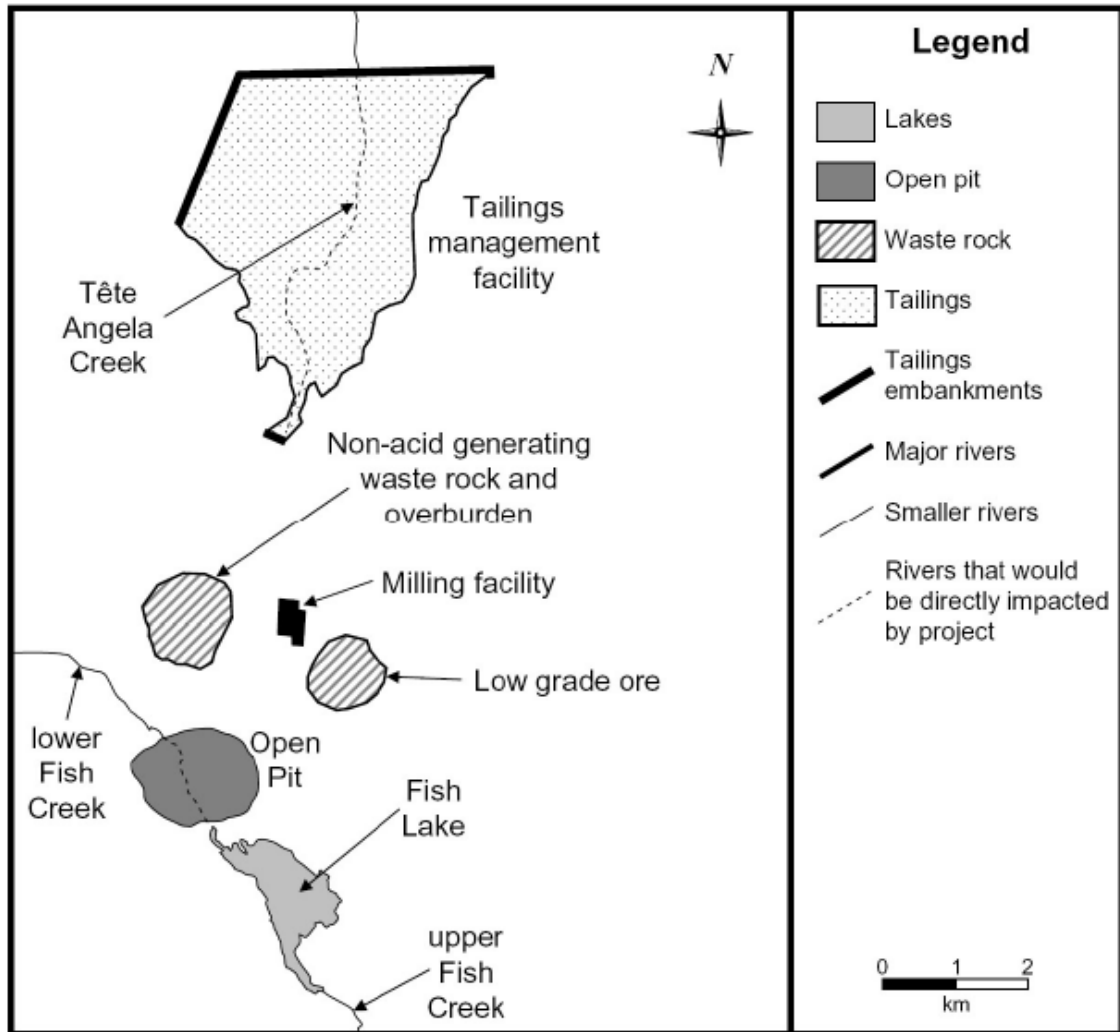 N
Tailings
management
facility
Tête
Angela
Creek
Non-acid generating
waste rock and
overburden
Milling facility
Low grade ore
lower
Fish
Creek
Open
Pit
Fish
Lake
upper
Fish
Creek
Legend
Lakes
Open pit
Waste rock
Tailings
Tailings
embankments
Major rivers
Smaller rivers
Rivers that would
be directly impacted
by project
0 1 2
km